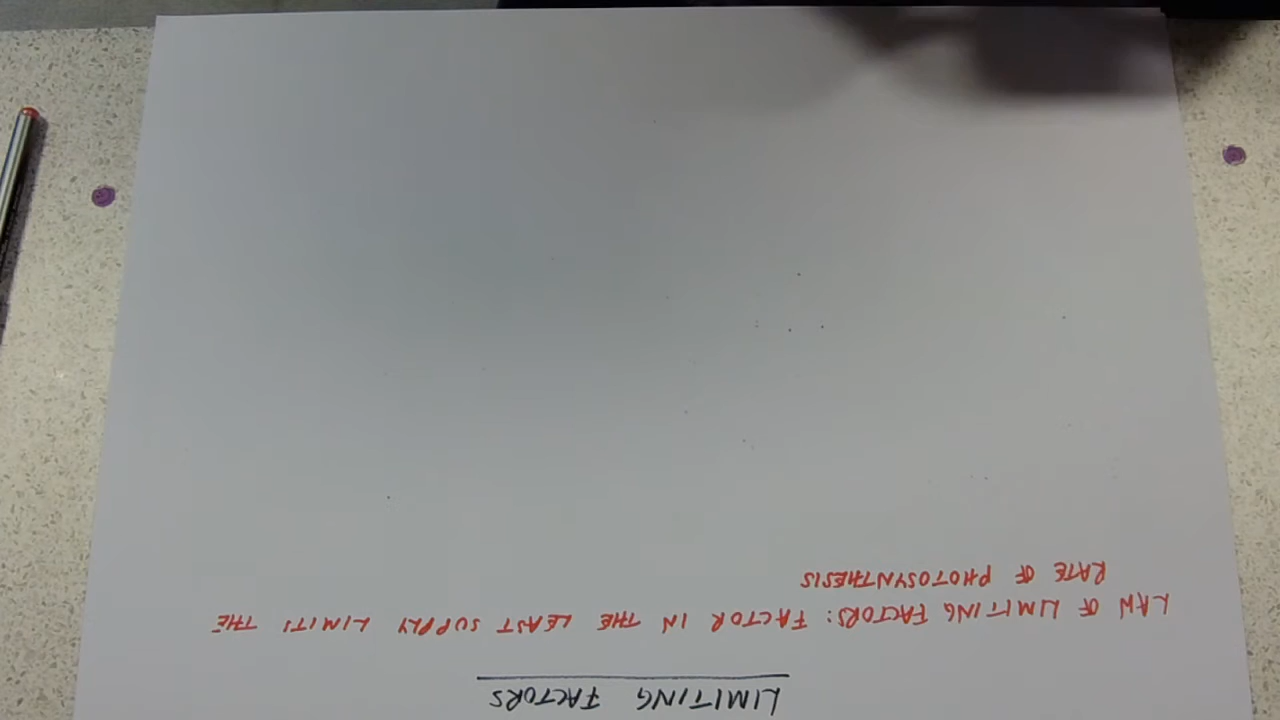 LIMITING FACTORS
LAW OF LIMITING FACTORS: FACTOR IN THE LEAST SUPPLY LIMITS THE
RATE OF PHOTOSYNTHESIS